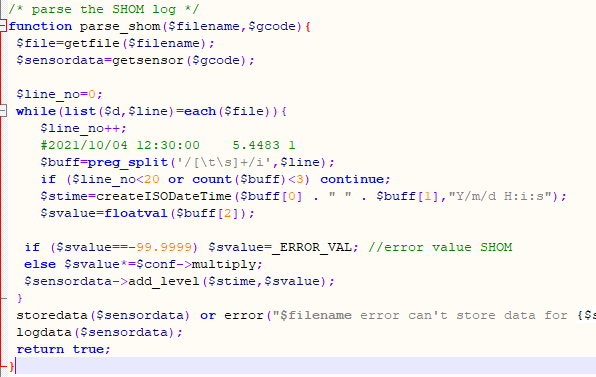 /* parse the SHOM log */
function parse_shom($filename,$gcode){
$file=getfile($filename);
$sensordata=getsensor($gcode);
$line_no=0;
while(list($d,$line)=each($file)){
$line_no++;
#2021/10/04 12:30:00    5.4483 1
$buff=preg_split('/[\t\s]+/i',$line);
if ($line_no<20 or count($buff)<3) continue;
$stime=createISODateTime($buff[0] . " " . $buff[1],"Y/m/d H:i:s");
$svalue=floatval($buff[2]);
if ($svalue==-99.9999) $svalue=_ERROR_VAL; //error value SHOM
else $svalue*=$conf->multiply;
$sensordata->add_level($stime,$svalue);
}
storedata($sensordata) or error("$filename error can't store data for {$s
logdata($sensordata);
return true;
}